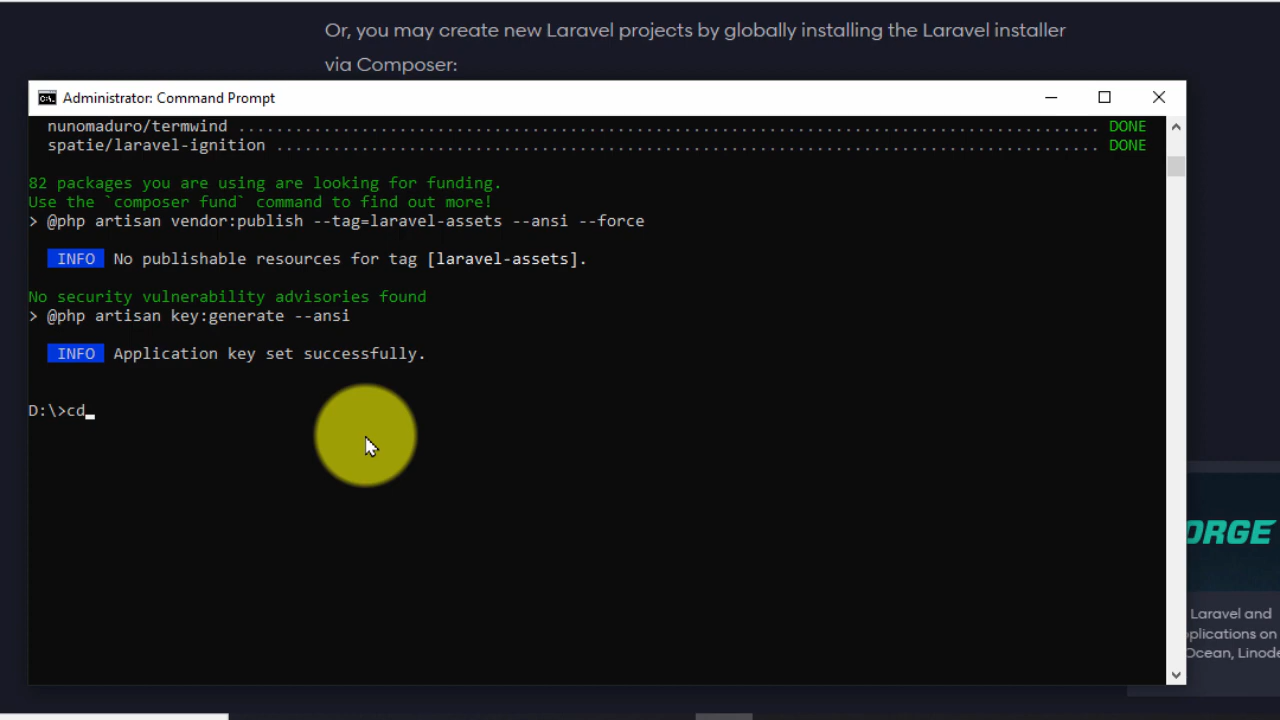 Or, you may create new Laravel projects by globally installing the Laravel installer
via Composer:
Administrator: Command Prompt
nunomaduro/termwind ........................................................................................... DONE
spatie/laravel-ignition ....................................................................................... DONE
82 packages you are using are looking for funding.
Use the `composer fund` command to find out more!
> @php artisan vendor:publish --tag=laravel-assets --ansi --force
INFO No publishable resources for tag [laravel-assets].
No security vulnerability advisories found
> @php artisan key:generate --ansi
INFO Application key set successfully.
D:\>cd_
ORGE
Laravel and
plications on
Ocean, Linode